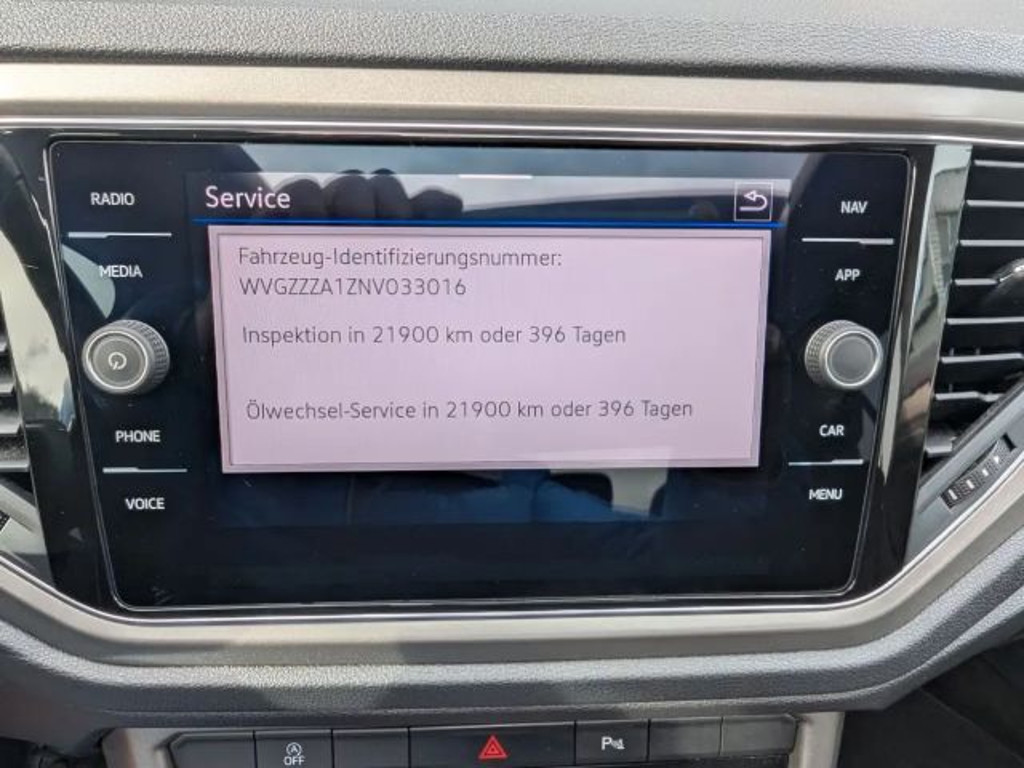 Service
RADIO
MEDIA
PHONE
VOICE
Fahrzeug-Identifizierungsnummer:
WVGZZZA1ZNV033016
Inspektion in 21900 km oder 396 Tagen
Ölwechsel-Service in 21900 km oder 396 Tagen
NAV
APP
CAR
MENU
A
OFF
P